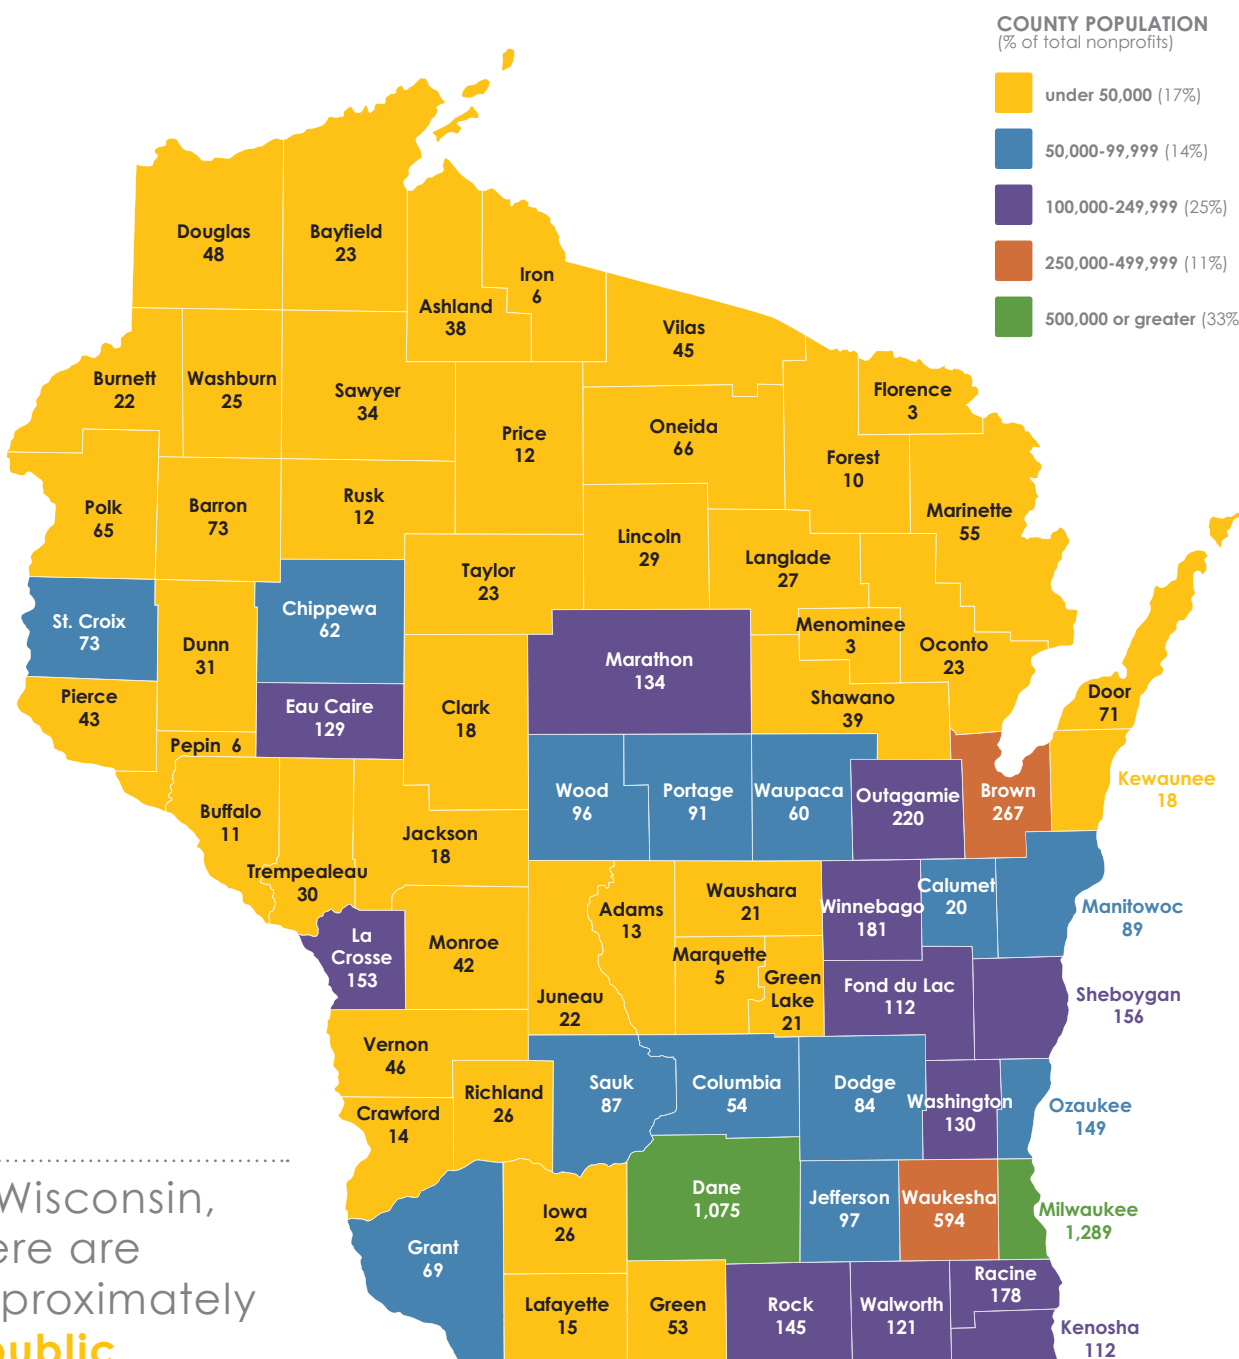 COUNTY POPULATION
(% of total nonprofits)
under 50,000 (17%)
50,000-99,999 (14%)
100,000-249,999 (25%)
250,000-499,999 (11%)
500,000 or greater (33%
Douglas
48
Bayfield
23
Iron
6
Ashland
38
Vilas
45
Burnett
22
Washburn
25
Sawyer
34
Price
12
Oneida
66
Florence
3
Forest
10
Marinette
55
Polk
65
Barron
73
Rusk
12
Lincoln
29
Langlade
27
Taylor
23
St. Croix
73
Chippewa
62
Dunn
31
Marathon
134
Menominee
3
Oconto
23
Pierce
43
Eau Caire
129
Clark
18
Shawano
39
Door
71
Pepin 6
Wood
96
Portage
91
Waupaca
60
Outagamie
220
Brown
267
Kewaunee
18
Buffalo
11
Jackson
18
Trempealeau
30
Adams
13
Waushara
21
Winnebago
181
Calumet
20
Manitowoc
89
La
Crosse
153
Monroe
42
Juneau
22
Marquette
5
Green
Lake
21
Fond du Lac
112
Sheboygan
156
Vernon
46
Richland
26
Sauk
87
Columbia
54
Dodge
84
Washington
130
Ozaukee
149
Crawford
14
Dane
1,075
Jefferson
97
Waukesha
594
Milwaukee
1,289
Grant
69
Iowa
26
Lafayette
15
Green
53
Rock
145
Walworth
121
Racine
178
Kenosha
112
Wisconsin,
ere are
proximately
public